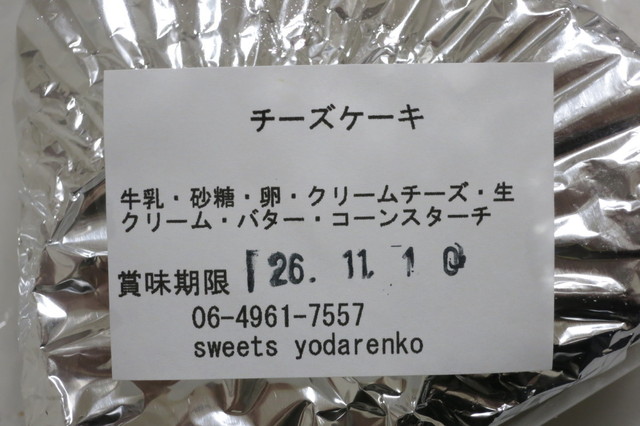 チーズケーキ
牛乳・砂糖・卵・クリームチーズ・生
クリーム・バター・コーンスターチ
賞味期限 26. 11. 10
06-4961-7557
sweets yodarenko